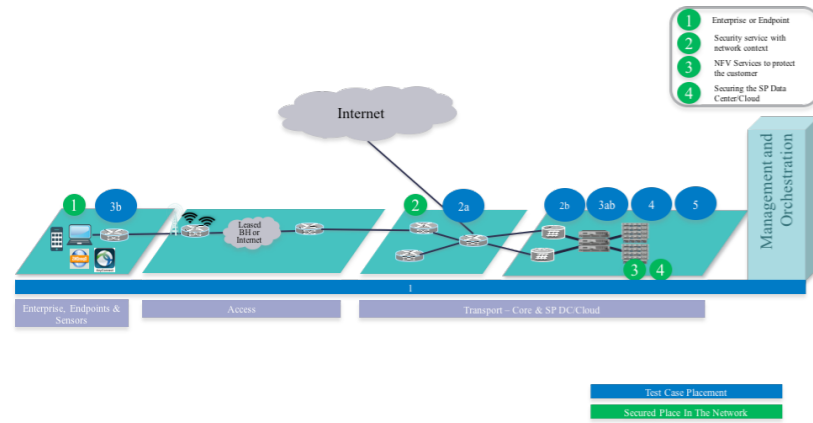 1 Enterprise or Endpoint
2 Security service with
network context
3 NFV Services to protect
the customer
4 Securing the SP Data
Center/Cloud
Internet
Management and
Orchestration
1
3b
2
2a
2b
3ab
4
5
Leased
BH or
Internet
3
4
1
Enterprise, Endpoints &
Sensors
Access
Transport – Core & SP DC/Cloud
Test Case Placement
Secured Place In The Network